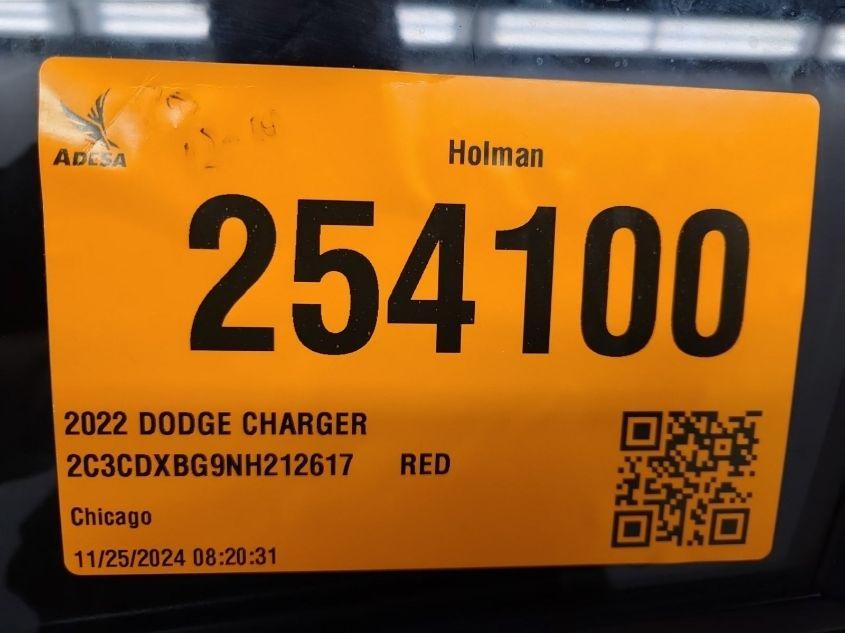 ADESA
Holman
254100
2022 DODGE CHARGER
2C3CDXBG9NH212617 RED
Chicago
11/25/2024 08:20:31